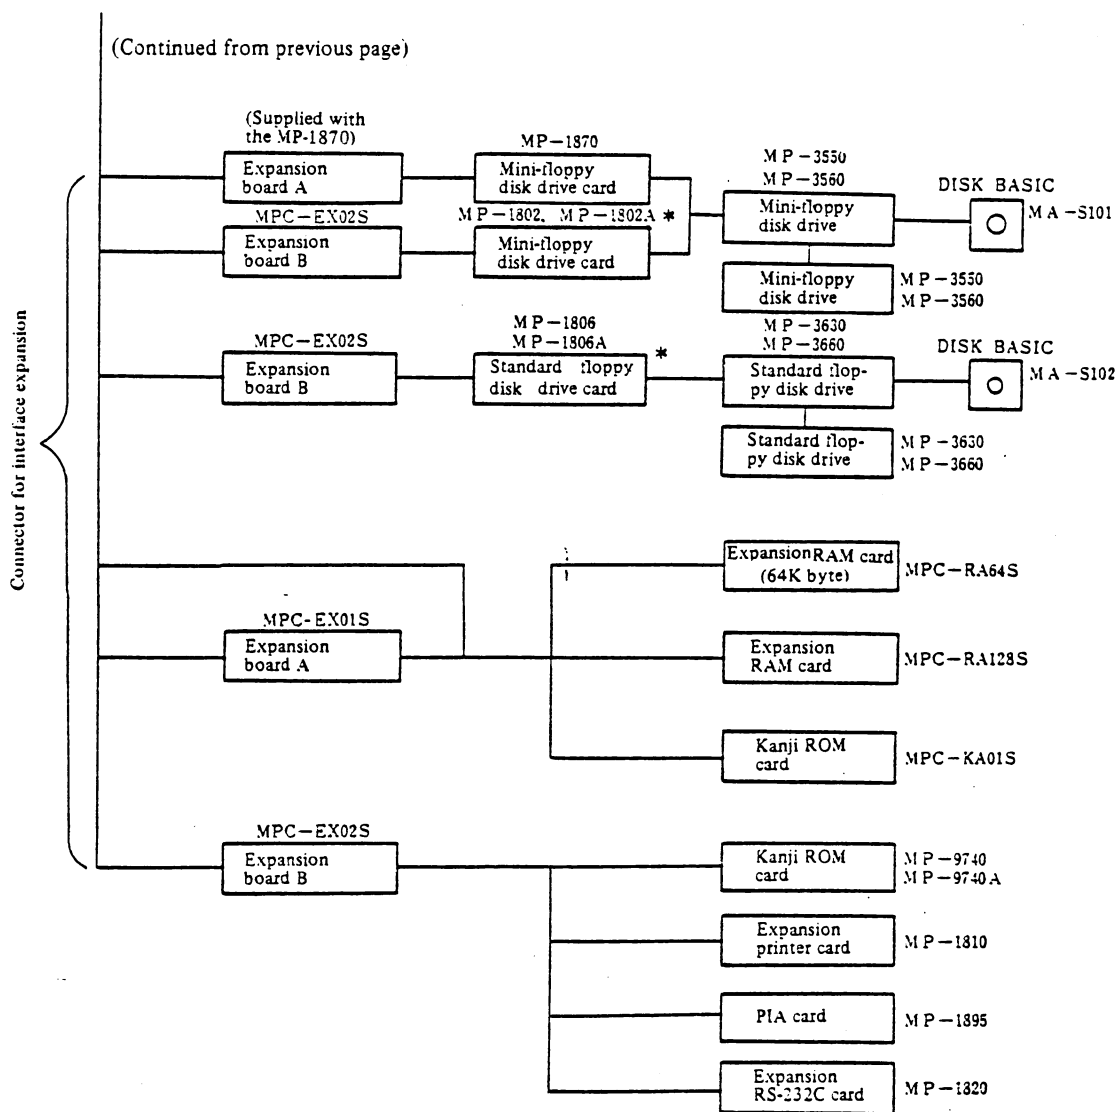 (Continued from previous page)
(Supplied with
the MP-1870)
Expansion
board A
MP-1870
Mini-floppy
disk drive card
MP-3550
MP-3560
Mini-floppy
disk drive
DISK BASIC
MA-S101
MPC-EX02S
Expansion
board B
MP-1802, MP-1802A *
Mini-floppy
disk drive card
Mini-floppy
disk drive
MP-3550
MP-3560
MPC-EX02S
Expansion
board B
MP-1806
MP-1806A
*
Standard floppy
disk drive card
MP-3630
MP-3660
Standard flop-
py disk drive
DISK BASIC
MA-S102
Standard flop-
py disk drive
MP-3630
MP-3660
Connector for interface expansion
Expansion RAM card
(64K byte)
MPC-RA64S
MPC-EX01S
Expansion
board A
Expansion
RAM card
MPC-RA128S
Kanji ROM
card
MPC-KA01S
MPC-EX02S
Expansion
board B
Kanji ROM
card
MP-9740
MP-9740A
Expansion
printer card
MP-1810
PIA card
MP-1895
Expansion
RS-232C card
MP-1820